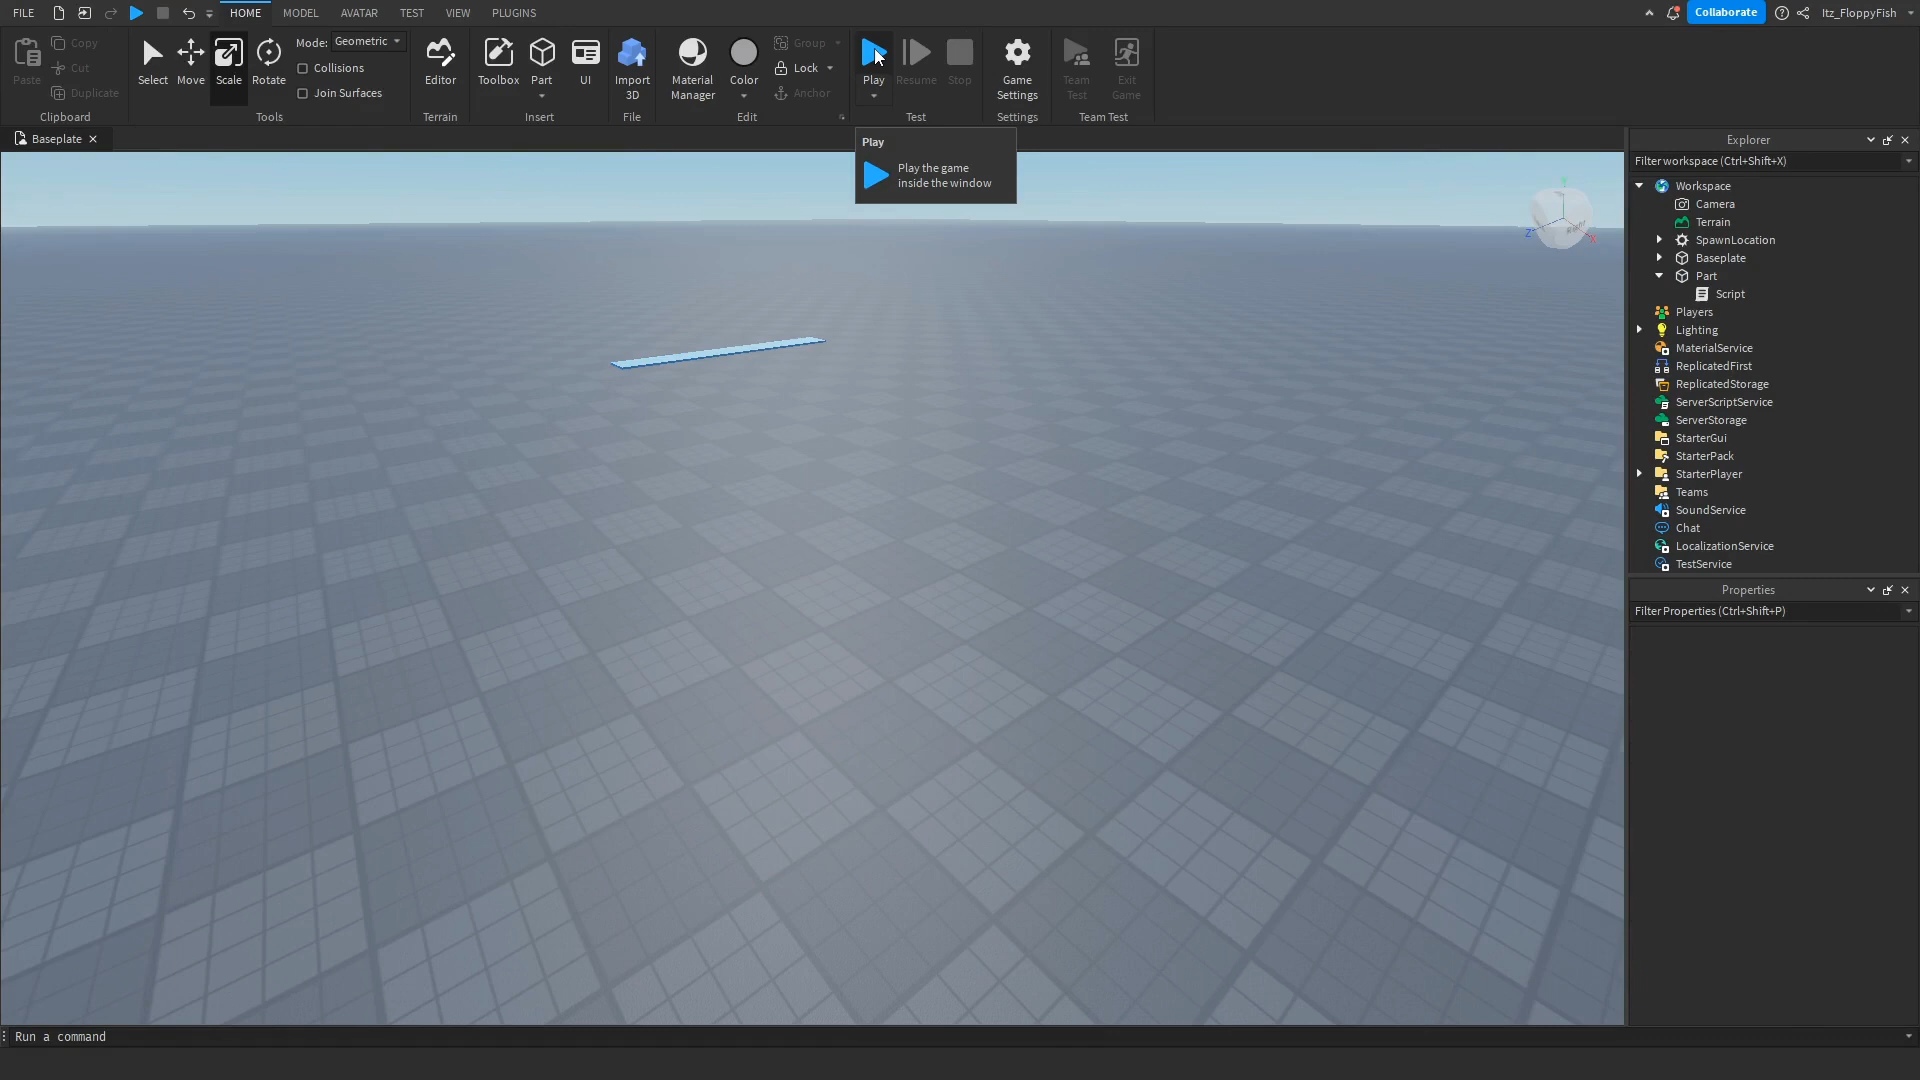 FILE
HOME
MODEL
AVATAR
TEST
VIEW
PLUGINS
Collaborate
Itz_FloppyFish
Paste
Copy
Cut
Duplicate
Clipboard
Select
Move
Scale
Rotate
Mode: Geometric
Collisions
Join Surfaces
Tools
Editor
Terrain
Toolbox
Part
UI
Insert
Import
3D
File
Material
Manager
Color
Group
Lock
Anchor
Edit
Play
Resume
Stop
Test
Game
Settings
Settings
Team
Test
Exit
Game
Team Test
Baseplate
Play
Play the game
inside the window
Right
Y
Z
X
Explorer
Filter workspace (Ctrl+Shift+X)
Workspace
Camera
Terrain
SpawnLocation
Baseplate
Part
Script
Players
Lighting
MaterialService
ReplicatedFirst
ReplicatedStorage
ServerScriptService
ServerStorage
StarterGui
StarterPack
StarterPlayer
Teams
SoundService
Chat
LocalizationService
TestService
Properties
Filter Properties (Ctrl+Shift+P)
Run a command